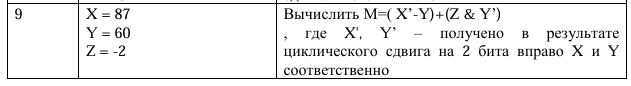 9
X = 87
Y = 60
Z = -2
Вычислить M=( X’-Y)+(Z & Y’)
, где X', Y’ – получено в результате
циклического сдвига на 2 бита вправо X и Y
соответственно